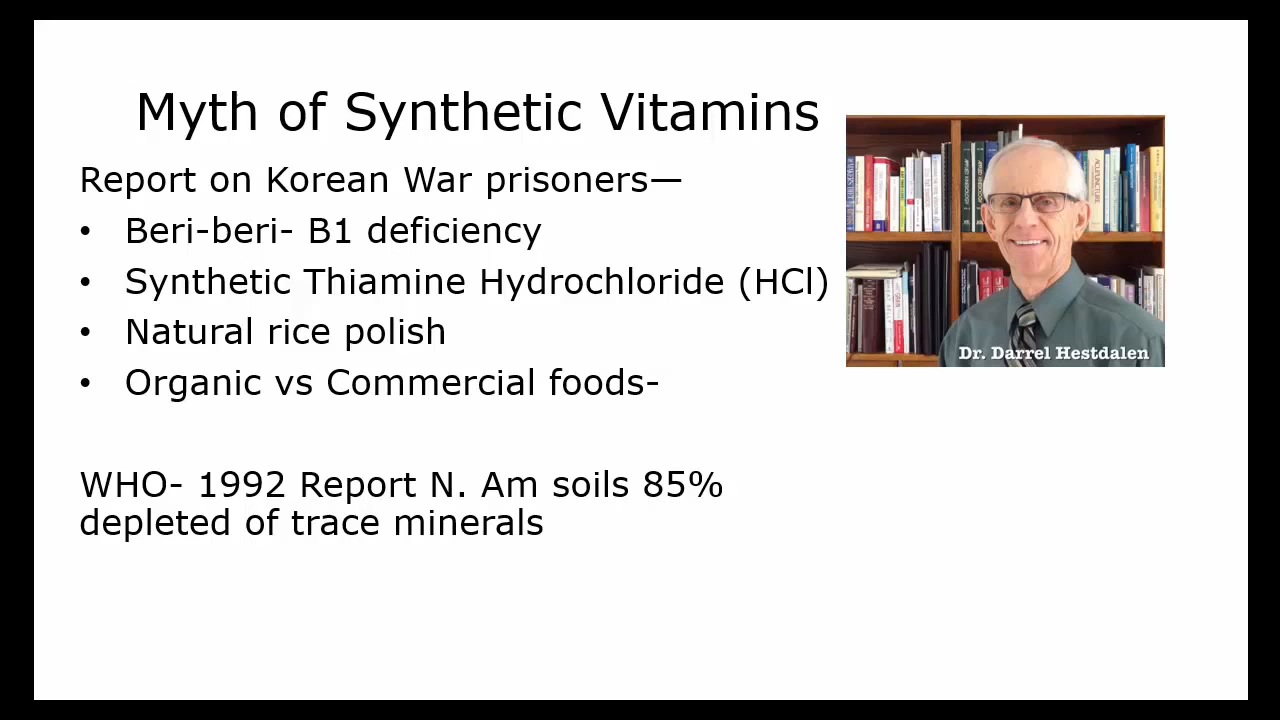 Myth of Synthetic Vitamins
Report on Korean War prisoners—
• Beri-beri- B1 deficiency
• Synthetic Thiamine Hydrochloride (HCl)
• Natural rice polish
• Organic vs Commercial foods-
WHO- 1992 Report N. Am soils 85%
depleted of trace minerals
ACUPUNCTURE
Dr. Darrel Hestdalen